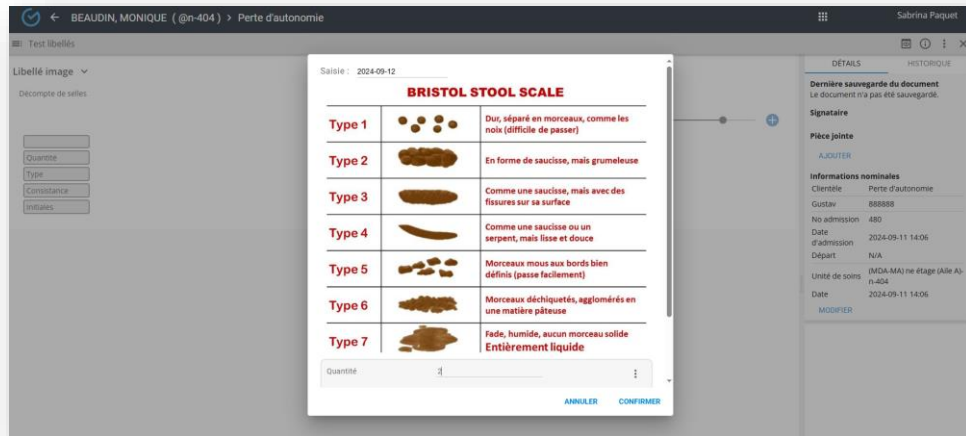 BEAUDIN, MONIQUE ( @n-404 ) > Perte d'autonomie
Sabrina Paquet
Test libellés
Libellé image
Décompte de selles
Quantité
Type
Consistance
Initiales
Saisie : 2024-09-12
BRISTOL STOOL SCALE
Type 1
Dur, séparé en morceaux, comme les
noix (difficile de passer)
Type 2
En forme de saucisse, mais grumeleuse
Type 3
Comme une saucisse, mais avec des
fissures sur sa surface
Type 4
Comme une saucisse ou un
serpent, mais lisse et douce
Type 5
Morceaux mous aux bords bien
définis (passe facilement)
Type 6
Morceaux déchiquetés, agglomérés en
une matière pâteuse
Type 7
Fade, humide, aucun morceau solide
Entièrement liquide
Quantité 2
ANNULER CONFIRMER
DÉTAILS HISTORIQUE
Dernière sauvegarde du document
Le document n'a pas été sauvegardé.
Signataire
Pièce jointe
AJOUTER
Informations nominales
Clientèle Perte d'autonomie
Gustav 888888
No admission 480
Date
d'admission 2024-09-11 14:06
Départ N/A
Unité de soins (MDA-MA) ne étage (Aile A)-
n-404
Date 2024-09-11 14:06
MODIFIER